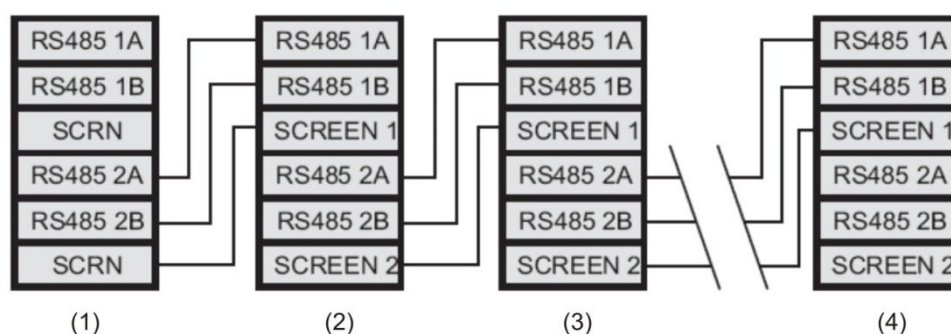 RS485 1A
RS485 1B
SCRN
RS485 2A
RS485 2B
SCRN
(1)
RS485 1A
RS485 1B
SCREEN 1
RS485 2A
RS485 2B
SCREEN 2
(2)
RS485 1A
RS485 1B
SCREEN 1
RS485 2A
RS485 2B
SCREEN 2
(3)
RS485 1A
RS485 1B
SCREEN 1
RS485 2A
RS485 2B
SCREEN 2
(4)